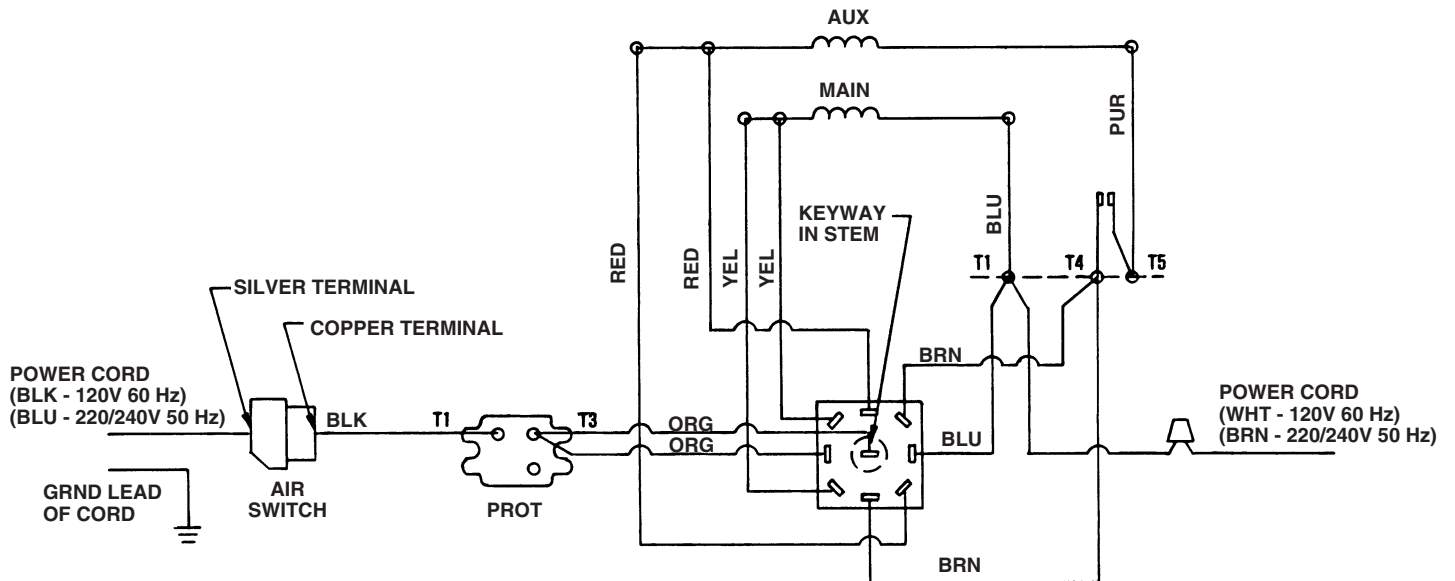 AUX
MAIN
PUR
KEYWAY
IN STEM
BLU
RED
RED
YEL
YEL
T1
T4
T5
SILVER TERMINAL
COPPER TERMINAL
BRN
POWER CORD
(BLK - 120V 60 Hz)
(BLU - 220/240V 50 Hz)
BLK
T1
T3
ORG
ORG
BLU
POWER CORD
(WHT - 120V 60 Hz)
(BRN - 220/240V 50 Hz)
GRND LEAD
OF CORD
AIR
SWITCH
PROT
BRN